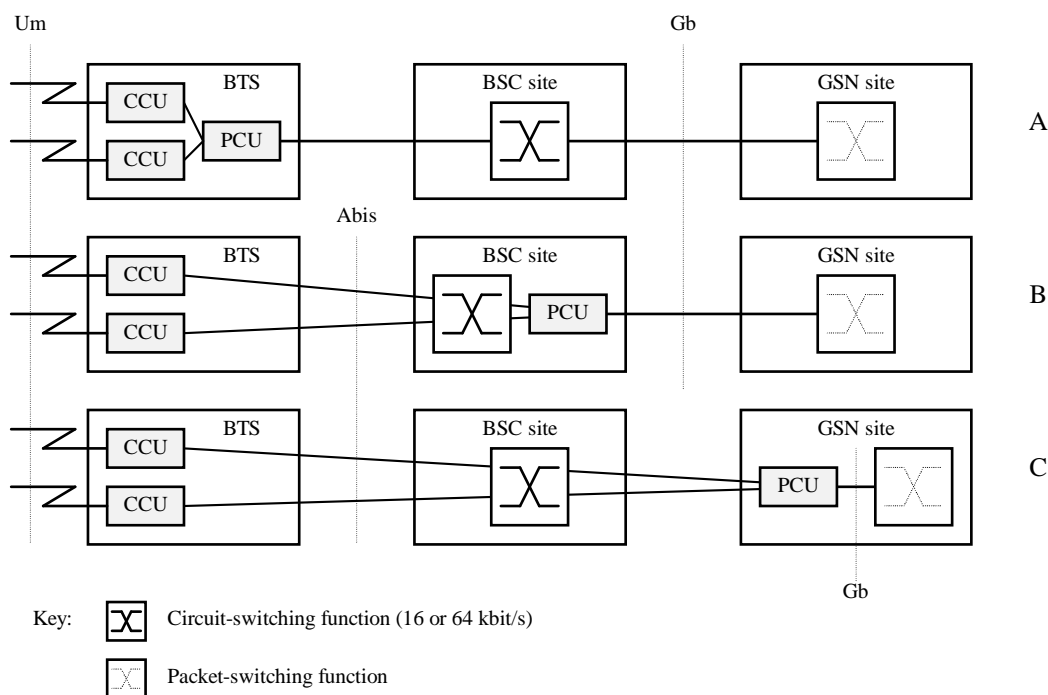 Um
Gb
BTS
BSC site
GSN site
CCU
CCU
PCU
A
Abis
BTS
BSC site
GSN site
CCU
CCU
PCU
B
BTS
BSC site
GSN site
CCU
CCU
PCU
C
Gb
Key:
Circuit-switching function (16 or 64 kbit/s)
Packet-switching function